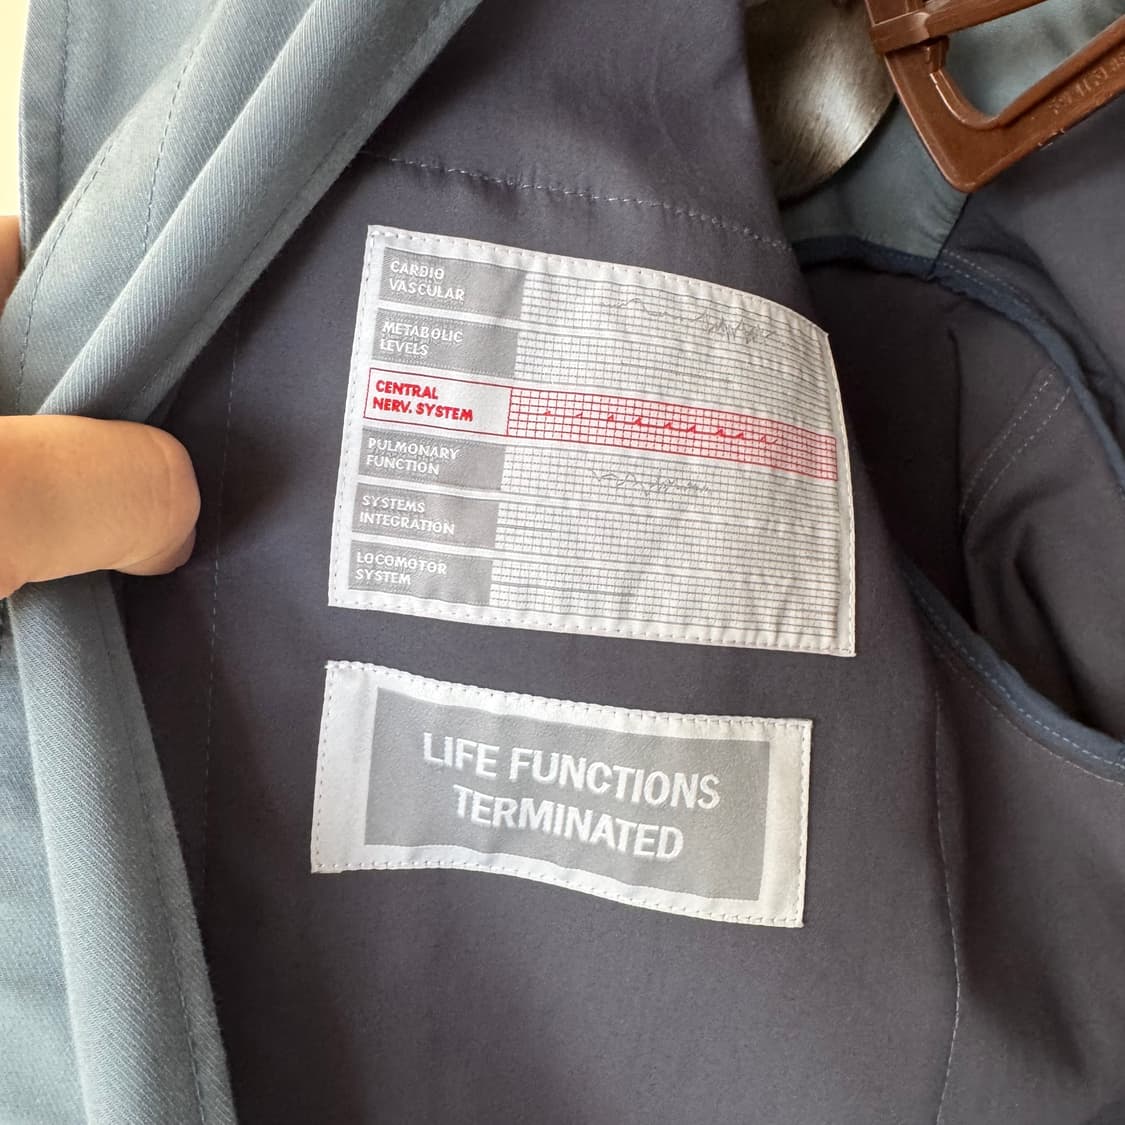 CARDIO
VASCULAR
METABOLIC
LEVELS
CENTRAL
NERV. SYSTEM
PULMONARY
FUNCTION
SYSTEMS
INTEGRATION
LOCOMOTOR
SYSTEM
LIFE FUNCTIONS
TERMINATED